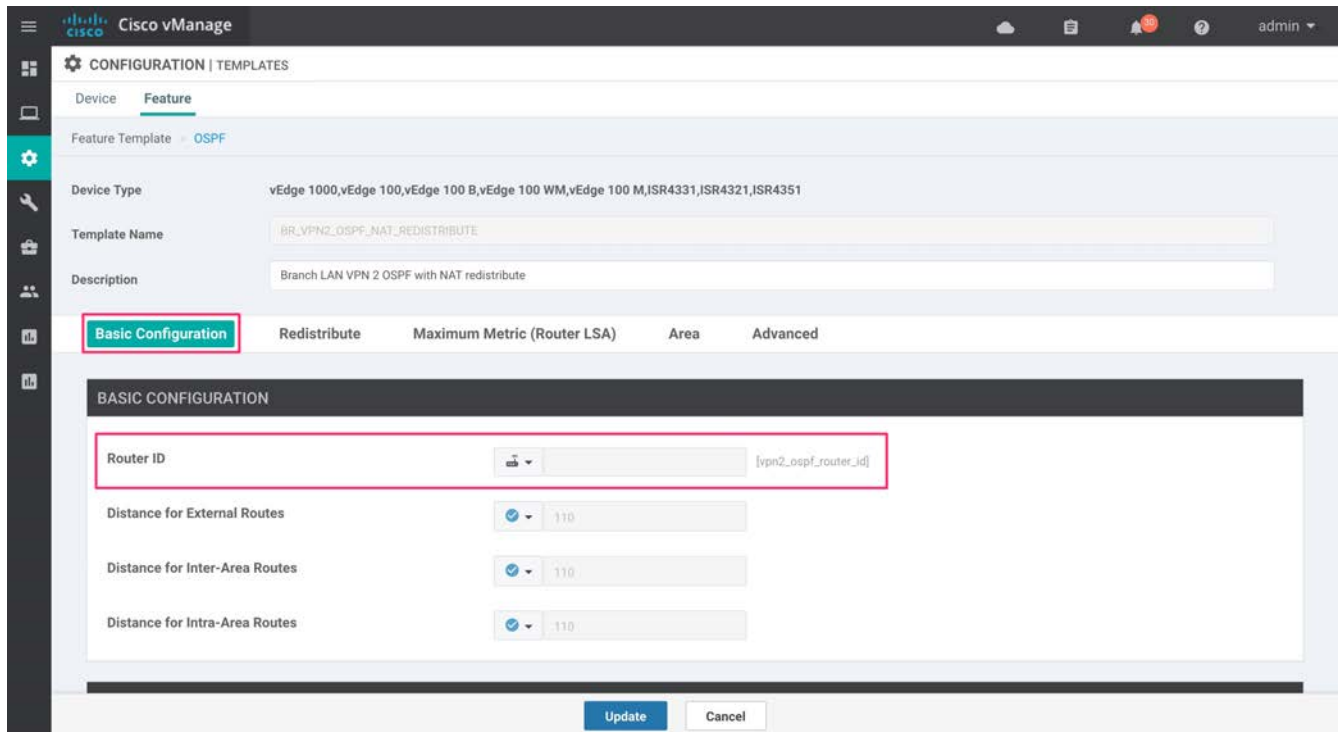 cisco Cisco vManage 30 admin
CONFIGURATION | TEMPLATES
Device Feature
Feature Template OSPF
Device Type vEdge 1000,vEdge 100,vEdge 100 B,vEdge 100 WM,vEdge 100 M,ISR4331,ISR4321,ISR4351
Template Name BR_VPN2_OSPF_NAT_REDISTRIBUTE
Description Branch LAN VPN 2 OSPF with NAT redistribute
Basic Configuration Redistribute Maximum Metric (Router LSA) Area Advanced
BASIC CONFIGURATION
Router ID [vpn2_ospf_router_id]
Distance for External Routes 110
Distance for Inter-Area Routes 110
Distance for Intra-Area Routes 110
Update Cancel